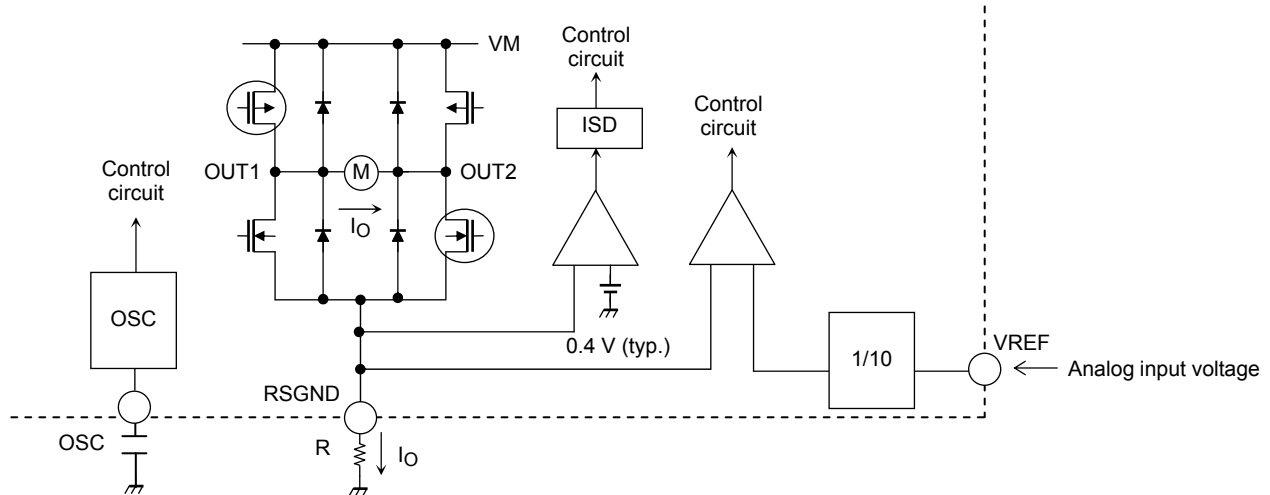 VM
Control
circuit
ISD
Control
circuit
OUT1
M
OUT2
Control
circuit
IO
OSC
0.4 V (typ.)
1/10
VREF
Analog input voltage
RSGND
OSC
R
IO